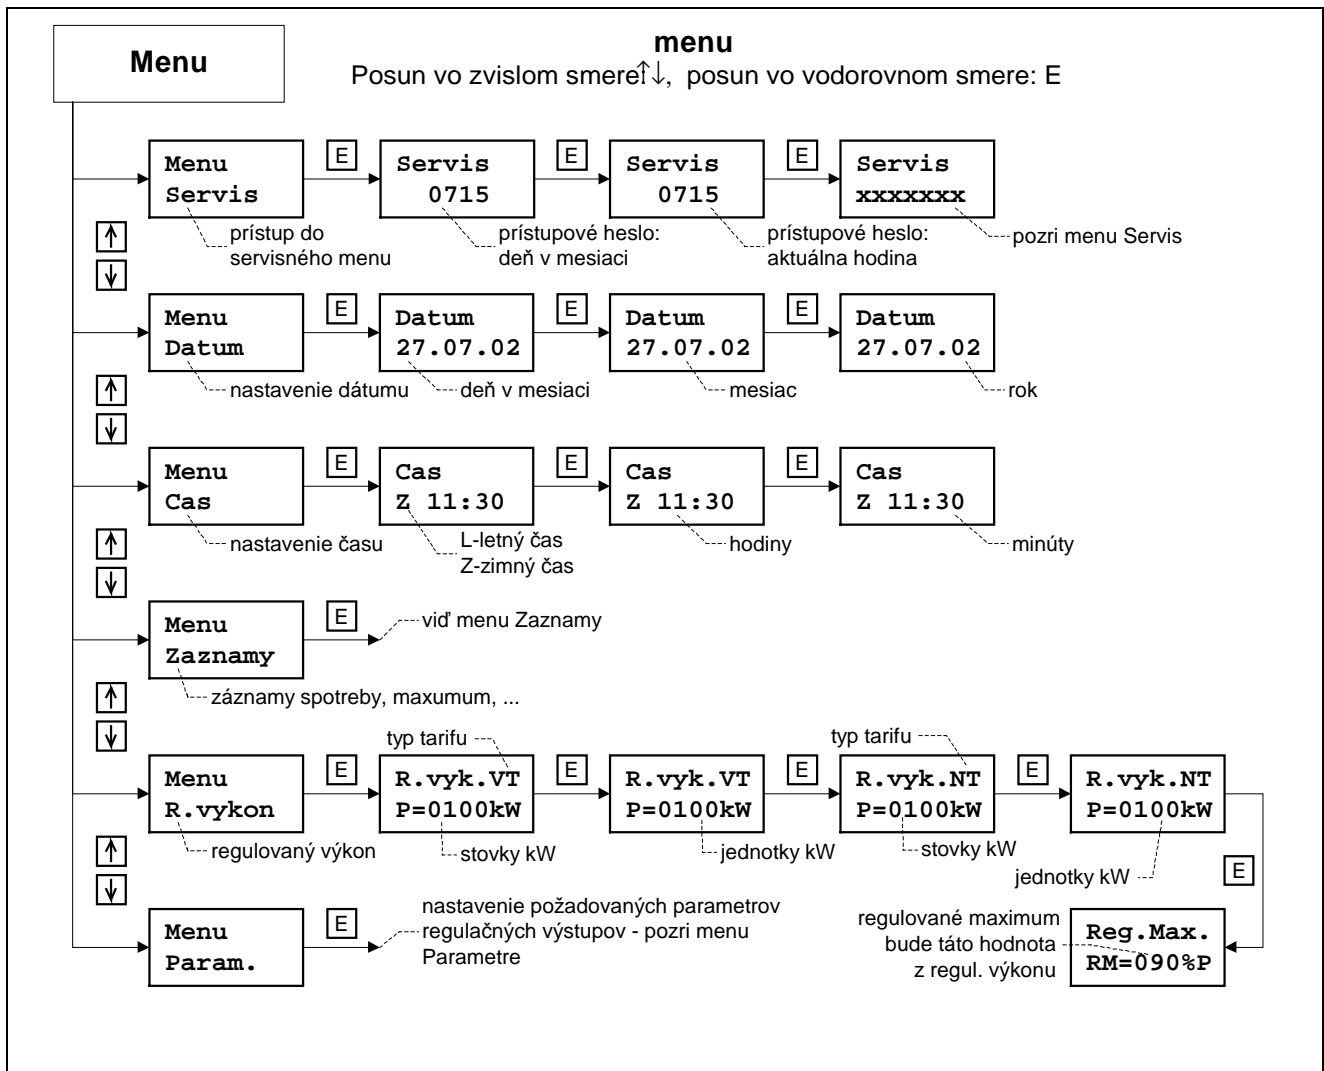 Menu
menu
Posun vo zvislom smere↑↓, posun vo vodorovnom smere: E
Menu
Servis
E
Servis
0715
E
Servis
0715
E
Servis
xxxxxxx
prístup do
servisného menu
prístupové heslo:
deň v mesiaci
prístupové heslo:
aktuálna hodina
pozri menu Servis
↑
↓
Menu
Datum
E
Datum
27.07.02
E
Datum
27.07.02
E
Datum
27.07.02
nastavenie dátumu
deň v mesiaci
mesiac
rok
↑
↓
Menu
Cas
E
Cas
Z 11:30
E
Cas
Z 11:30
E
Cas
Z 11:30
nastavenie času
L-letný čas
Z-zimný čas
hodiny
minúty
↑
↓
Menu
Zaznamy
E
viď menu Zaznamy
záznamy spotreby, maxumum, ...
↑
↓
typ tarifu
typ tarifu
Menu
R.vykon
E
R.vyk.VT
P=0100kW
E
R.vyk.VT
P=0100kW
E
R.vyk.NT
P=0100kW
E
R.vyk.NT
P=0100kW
regulovaný výkon
stovky kW
jednotky kW
stovky kW
jednotky kW
E
↑
↓
Menu
Param.
E
nastavenie požadovaných parametrov
regulačných výstupov - pozri menu
Parametre
regulované maximum
bude táto hodnota
z regul. výkonu
Reg.Max.
RM=090%P